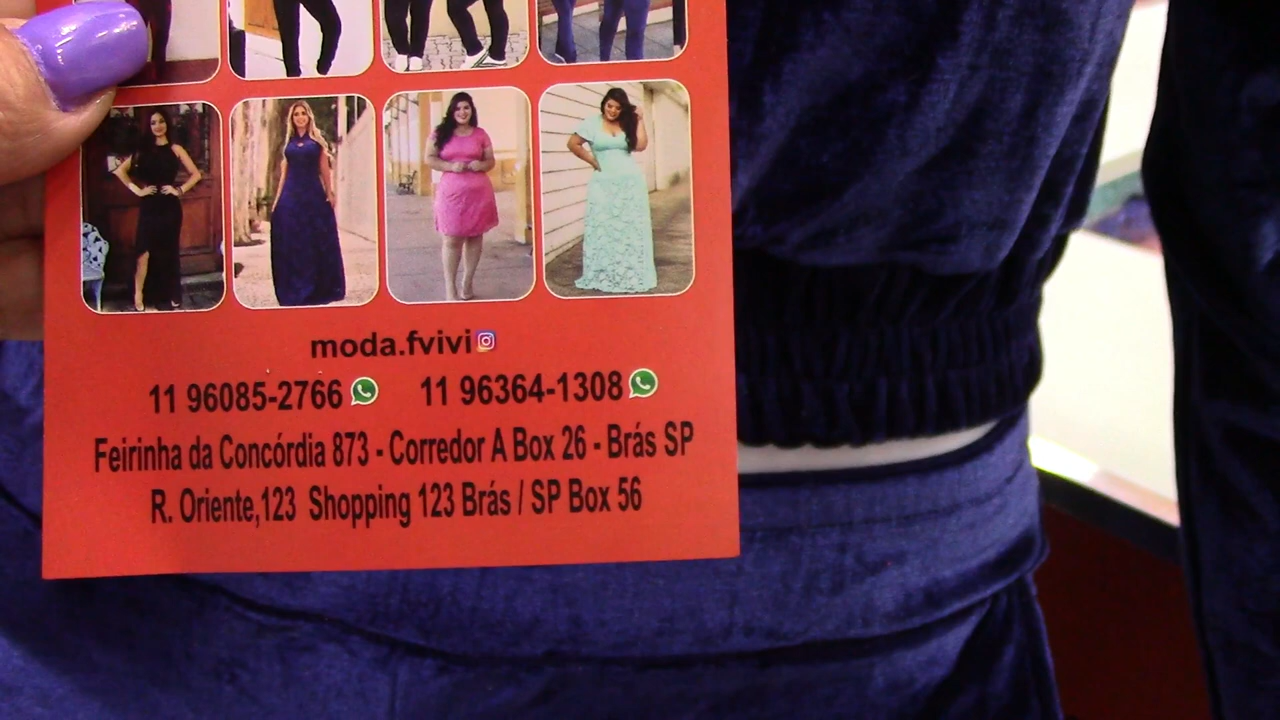 moda.fvivi
11 96085-2766 11 96364-1308
Feirinha da Concórdia 873 - Corredor A Box 26 - Brás SP
R. Oriente,123 Shopping 123 Brás / SP Box 56